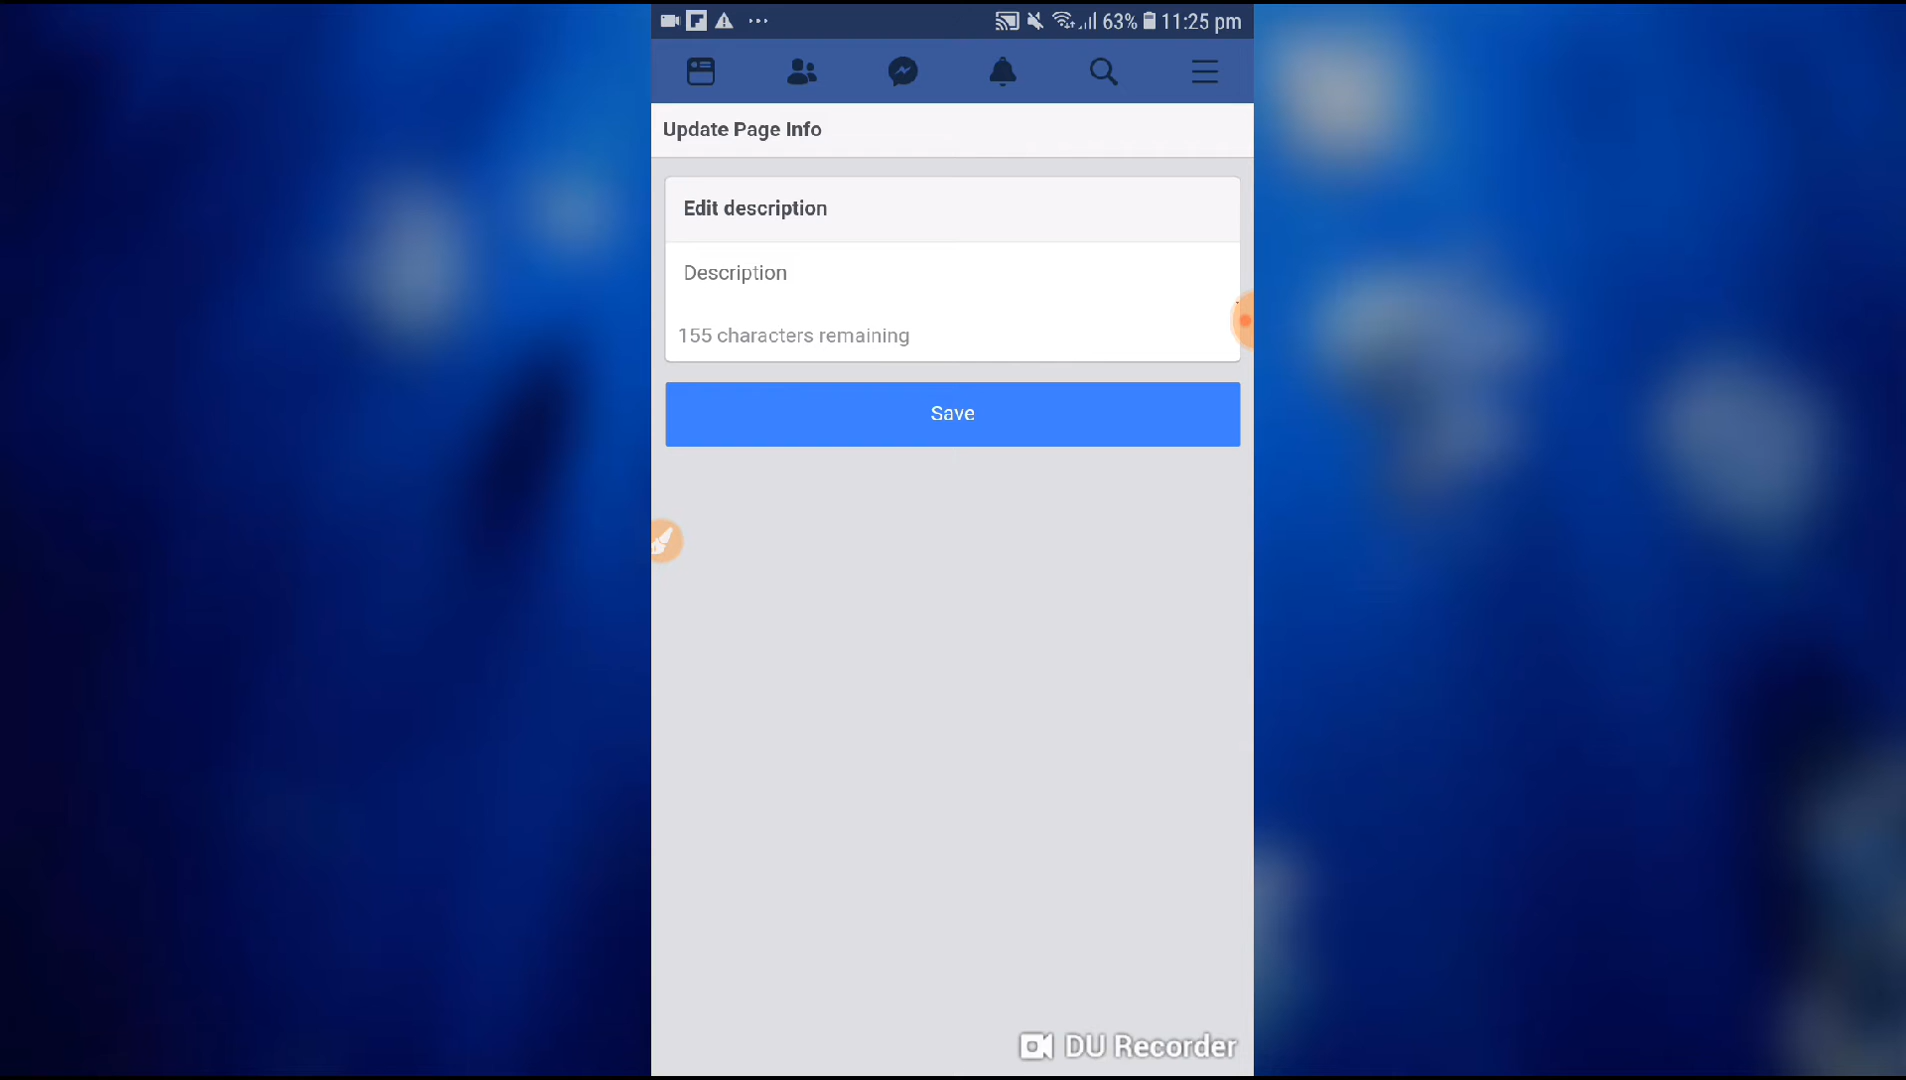 63% 11:25 pm
Update Page Info
Edit description
Description
155 characters remaining
Save
DU Recorder